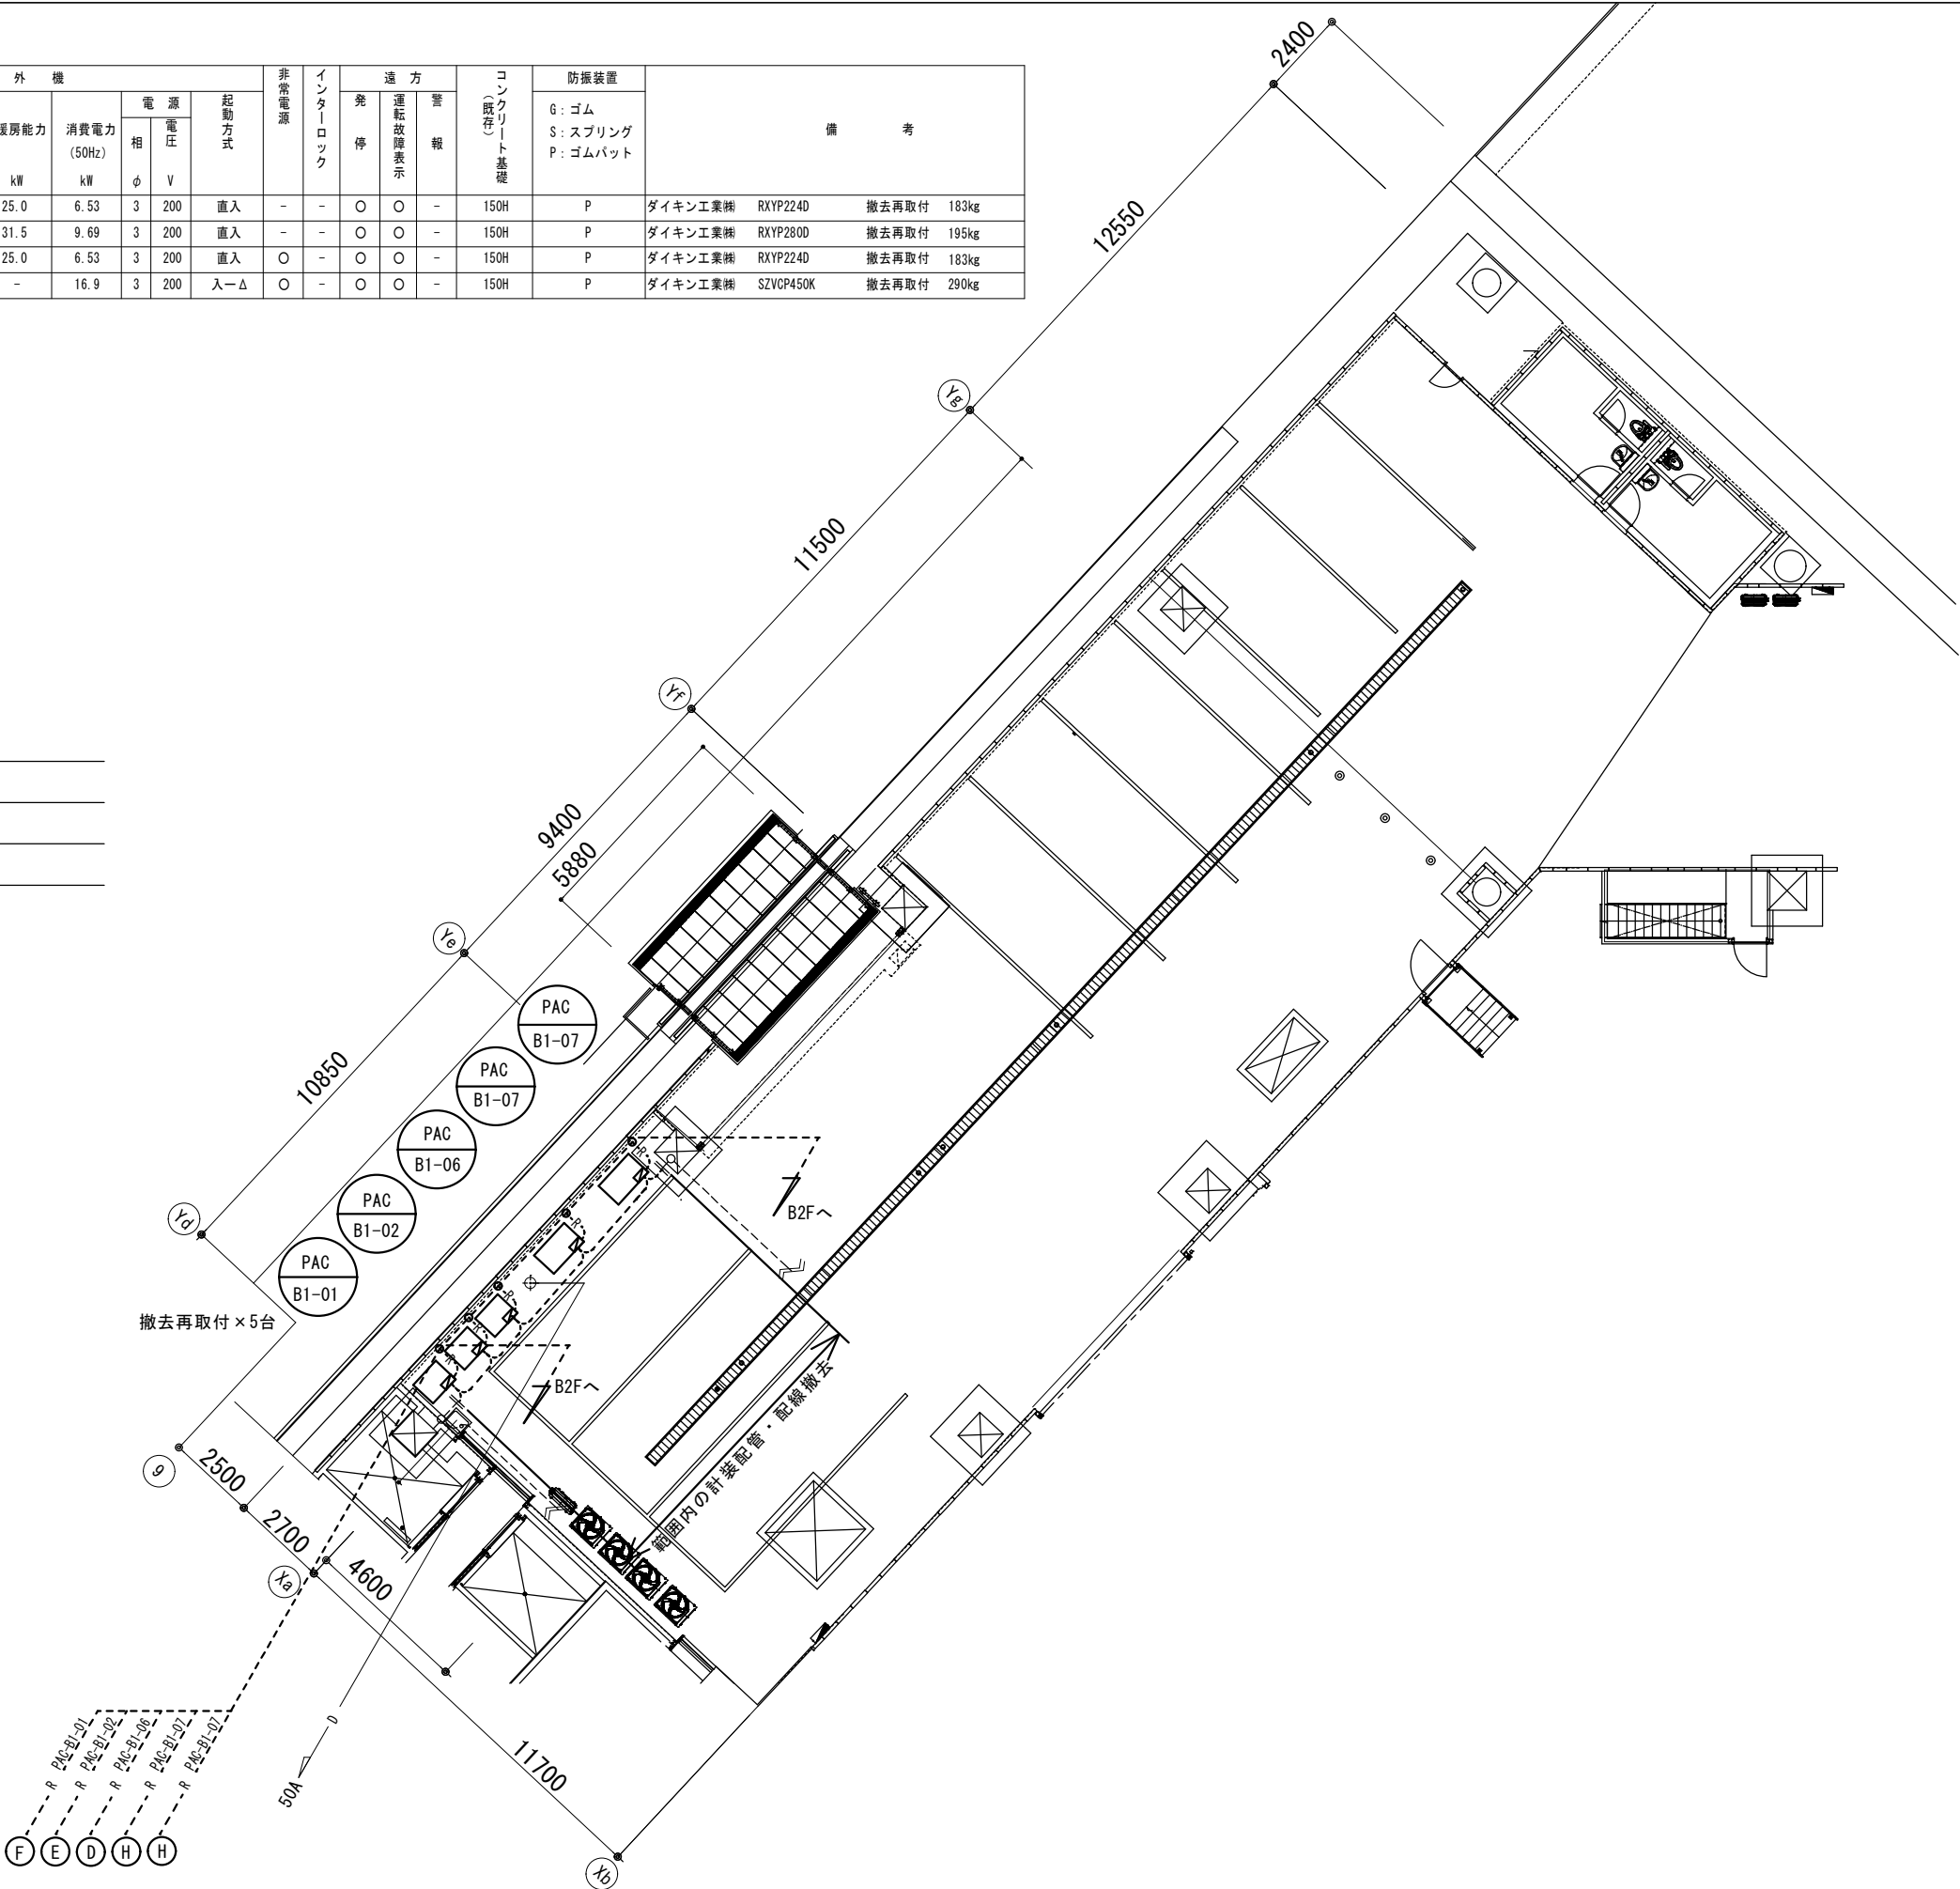 外 機
非常電源
インターロック
遠 方
コンクリート基礎
(既存)
防振装置
備 考
暖房能力
kW
消費電力
(50Hz)
kW
電 源
相
φ
電圧
V
起動方式
発 停
運転故障表示
警 報
G：ゴム
S：スプリング
P：ゴムパット
25.0 6.53 3 200 直入 - - ○ ○ - 150H P ダイキン工業㈱ RXYP224D 撤去再取付 183kg
31.5 9.69 3 200 直入 - - ○ ○ - 150H P ダイキン工業㈱ RXYP280D 撤去再取付 195kg
25.0 6.53 3 200 直入 ○ - ○ ○ - 150H P ダイキン工業㈱ RXYP224D 撤去再取付 183kg
- 16.9 3 200 人ーΔ ○ - ○ ○ - 150H P ダイキン工業㈱ SZVCP450K 撤去再取付 290kg
2400
12550
Yg
11500
Yf
9400
5880
Ye
10850
Yd
PAC
B1-07
PAC
B1-07
PAC
B1-06
PAC
B1-02
PAC
B1-01
撤去再取付×5台
R
R
R
R
R
B2Fへ
B2Fへ
範囲内の計装配管・配線撤去
9
2500
2700
Xa
4600
11700
Xb
50A
D
R PAC-B1-01
R PAC-B1-02
R PAC-B1-06
R PAC-B1-07
R PAC-B1-07
F E D H H